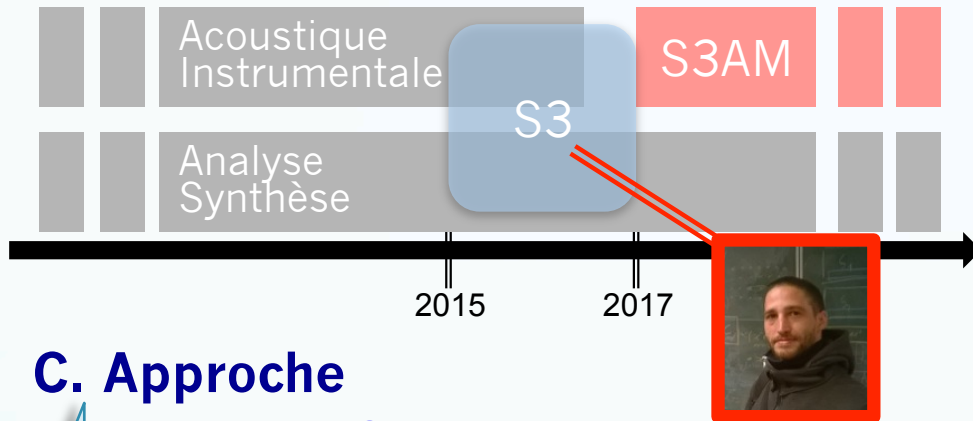 Acoustique
Instrumentale
S3AM
S3
Analyse
Synthèse
2015
2017
C. Approche